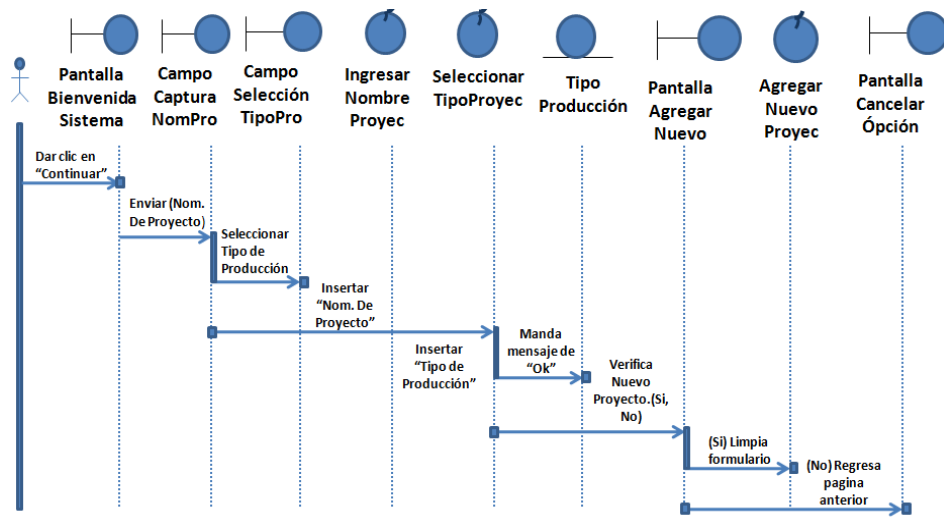 Pantalla
Bienvenida
Sistema
Campo
Captura
NomPro
Campo
Selección
TipoPro
Ingresar
Nombre
Proyec
Seleccionar
TipoProyec
Tipo
Producción
Pantalla
Agregar
Nuevo
Agregar
Nuevo
Proyec
Pantalla
Cancelar
Ópción
Dar clic en
“Continuar”
Enviar (Nom.
De Proyecto)
Seleccionar
Tipo de
Producción
Insertar
“Nom. De
Proyecto”
Insertar
“Tipo de
Producción”
Manda
mensaje de
“Ok”
Verifica
Nuevo
Proyecto.(Si,
No)
(Si) Limpia
formulario
(No) Regresa
pagina
anterior